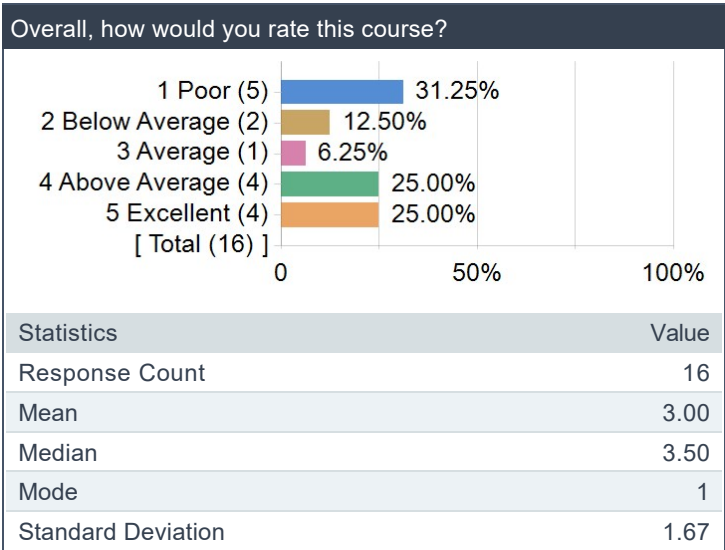 Overall, how would you rate this course?
1 Poor (5) 31.25%
2 Below Average (2) 12.50%
3 Average (1) 6.25%
4 Above Average (4) 25.00%
5 Excellent (4) 25.00%
[ Total (16) ]
0 50% 100%
Statistics Value
Response Count 16
Mean 3.00
Median 3.50
Mode 1
Standard Deviation 1.67